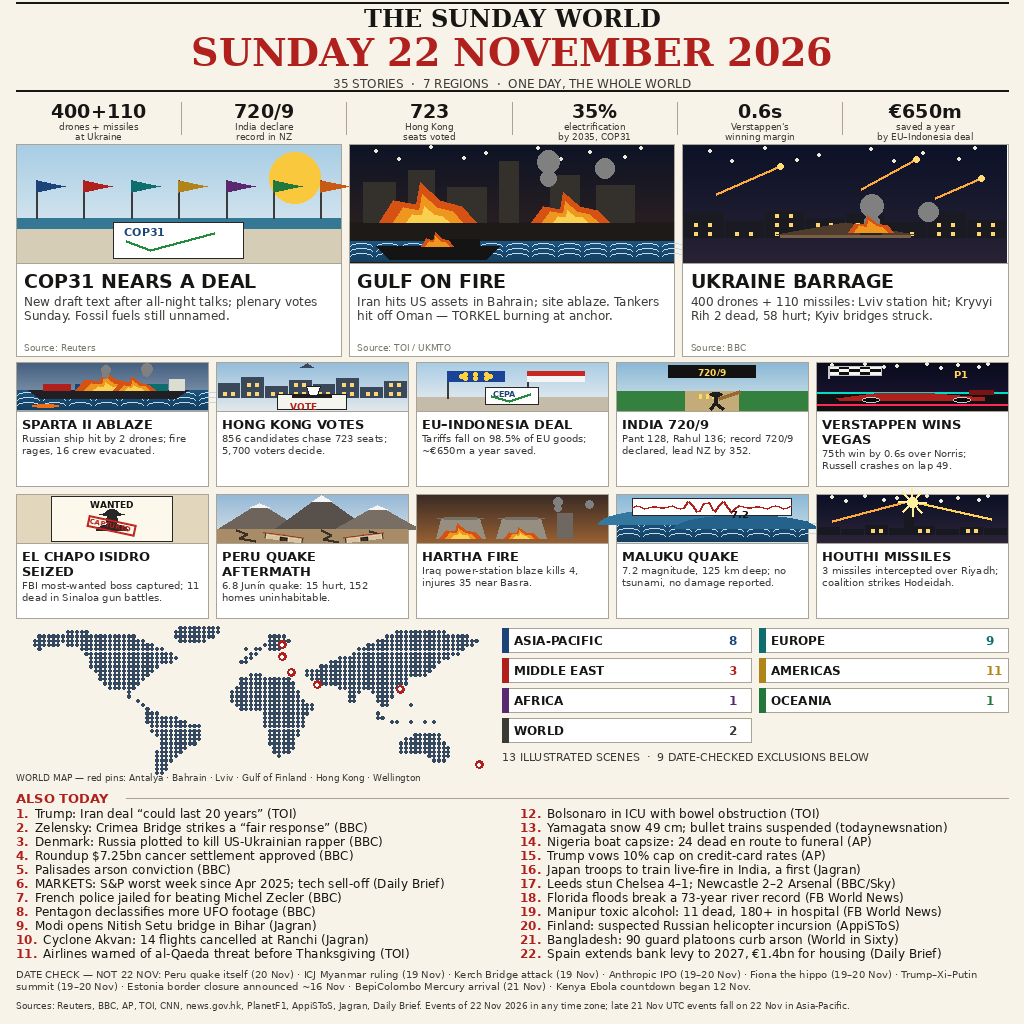 THE SUNDAY WORLD
SUNDAY 22 NOVEMBER 2026
35 STORIES · 7 REGIONS · ONE DAY, THE WHOLE WORLD
400+110
drones + missiles
at Ukraine
720/9
India declare
record in NZ
723
Hong Kong
seats voted
35%
electrification
by 2035, COP31
0.6s
Verstappen's
winning margin
€650m
saved a year
by EU–Indonesia deal
COP31
COP31 NEARS A DEAL
New draft text after all-night talks; plenary votes
Sunday. Fossil fuels still unnamed.
Source: Reuters
GULF ON FIRE
Iran hits US assets in Bahrain; site ablaze. Tankers
hit off Oman — TORKEL burning at anchor.
Source: TOI / UKMTO
UKRAINE BARRAGE
400 drones + 110 missiles: Lviv station hit; Kryvyi
Rih 2 dead, 58 hurt; Kyiv bridges struck.
Source: BBC
SPARTA II ABLAZE
Russian ship hit by 2 drones; fire
rages, 16 crew evacuated.
VOTE
HONG KONG VOTES
856 candidates chase 723 seats;
5,700 voters decide.
CEPA
EU–INDONESIA DEAL
Tariffs fall on 98.5% of EU goods;
~€650m a year saved.
720/9
INDIA 720/9
Pant 128, Rahul 136; record 720/9
declared, lead NZ by 352.
P1
VERSTAPPEN WINS
VEGAS
75th win by 0.6s over Norris;
Russell crashes on lap 49.
WANTED
EL CHAPO ISIDRO
SEIZED
FBI most-wanted boss captured; 11
dead in Sinaloa gun battles.
PERU QUAKE
AFTERMATH
6.8 Junín quake: 15 hurt, 152
homes uninhabitable.
HARTHA FIRE
Iraq power-station blaze kills 4,
injures 35 near Basra.
7.2
MALUKU QUAKE
7.2 magnitude, 125 km deep; no
tsunami, no damage reported.
HOUTHI MISSILES
3 missiles intercepted over Riyadh;
coalition strikes Hodeidah.
ASIA-PACIFIC 8
EUROPE 9
MIDDLE EAST 3
AMERICAS 11
AFRICA 1
OCEANIA 1
WORLD 2
13 ILLUSTRATED SCENES · 9 DATE-CHECKED EXCLUSIONS BELOW
WORLD MAP — red pins: Antalya · Bahrain · Lviv · Gulf of Finland · Hong Kong · Wellington
ALSO TODAY
1. Trump: Iran deal “could last 20 years” (TOI)
2. Zelensky: Crimea Bridge strikes a “fair response” (BBC)
3. Denmark: Russia plotted to kill US-Ukrainian rapper (BBC)
4. Roundup $7.25bn cancer settlement approved (BBC)
5. Palisades arson conviction (BBC)
6. MARKETS: S&P worst week since Apr 2025; tech sell-off (Daily Brief)
7. French police jailed for beating Michel Zecler (BBC)
8. Pentagon declassifies more UFO footage (BBC)
9. Modi opens Nitish Setu bridge in Bihar (Jagran)
10. Cyclone Akvan: 14 flights cancelled at Ranchi (Jagran)
11. Airlines warned of al-Qaeda threat before Thanksgiving (TOI)
12. Bolsonaro in ICU with bowel obstruction (TOI)
13. Yamagata snow 49 cm; bullet trains suspended (todaynewsnation)
14. Nigeria boat capsize: 24 dead en route to funeral (AP)
15. Trump vows 10% cap on credit-card rates (AP)
16. Japan troops to train live-fire in India, a first (Jagran)
17. Leeds stun Chelsea 4–1; Newcastle 2–2 Arsenal (BBC/Sky)
18. Florida floods break a 73-year river record (FB World News)
19. Manipur toxic alcohol: 11 dead, 180+ in hospital (FB World News)
20. Finland: suspected Russian helicopter incursion (AppiSToS)
21. Bangladesh: 90 guard platoons curb arson (World in Sixty)
22. Spain extends bank levy to 2027, €1.4bn for housing (Daily Brief)
DATE CHECK — NOT 22 NOV: Peru quake itself (20 Nov) · ICJ Myanmar ruling (19 Nov) · Kerch Bridge attack (19 Nov) · Anthropic IPO (19–20 Nov) · Fiona the hippo (19–20 Nov) · Trump–Xi–Putin
summit (19–20 Nov) · Estonia border closure announced ~16 Nov · BepiColombo Mercury arrival (21 Nov) · Kenya Ebola countdown began 12 Nov.
Sources: Reuters, BBC, AP, TOI, CNN, news.gov.hk, PlanetF1, AppiSToS, Jagran, Daily Brief. Events of 22 Nov 2026 in any time zone; late 21 Nov UTC events fall on 22 Nov in Asia-Pacific.